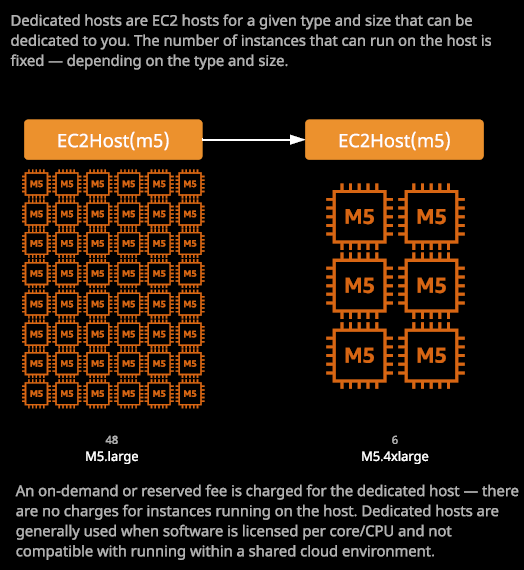 Dedicated hosts are EC2 hosts for a given type and size that can be
dedicated to you. The number of instances that can run on the host is
fixed — depending on the type and size.
EC2Host(m5)
EC2Host(m5)
M5 M5 M5 M5 M5 M5
M5 M5 M5 M5 M5 M5
M5 M5 M5 M5 M5 M5
M5 M5 M5 M5 M5 M5
M5 M5 M5 M5 M5 M5
M5 M5 M5 M5 M5 M5
M5 M5 M5 M5 M5 M5
M5 M5 M5 M5 M5 M5
M5 M5
M5 M5
M5 M5
48
M5.large
6
M5.4xlarge
An on-demand or reserved fee is charged for the dedicated host — there
are no charges for instances running on the host. Dedicated hosts are
generally used when software is licensed per core/CPU and not
compatible with running within a shared cloud environment.